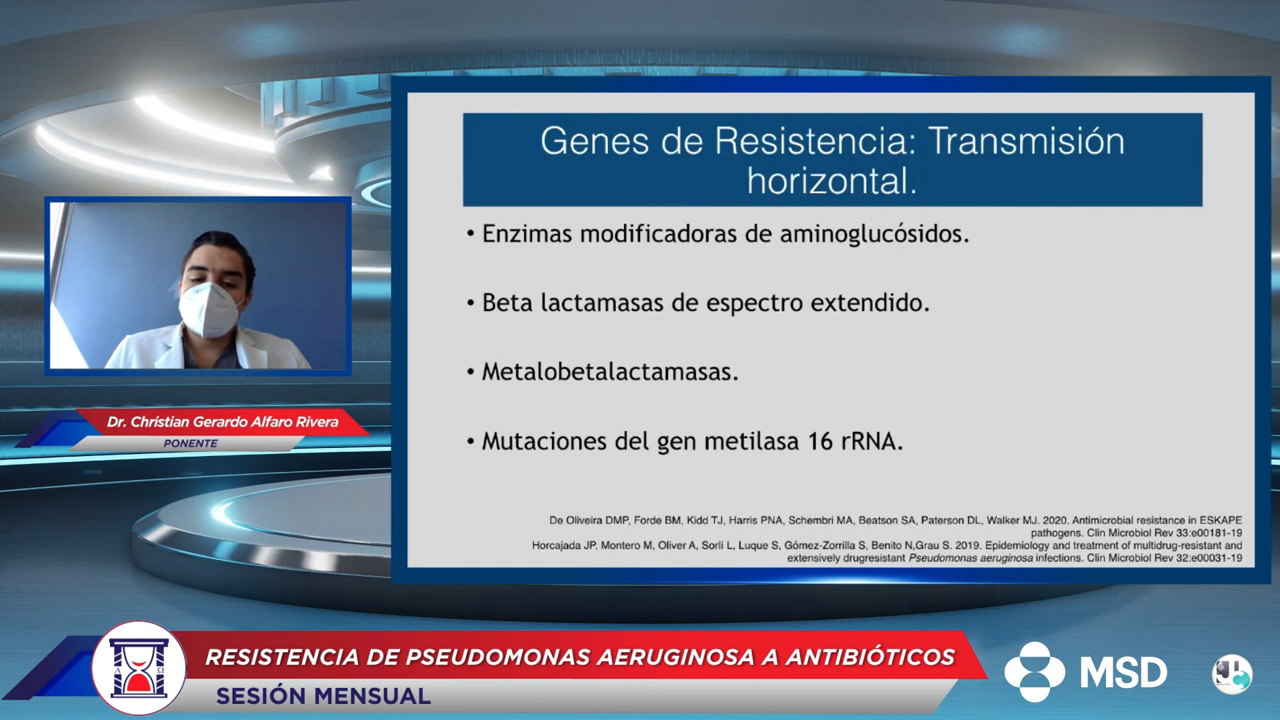 Genes de Resistencia: Transmisión
horizontal.
• Enzimas modificadoras de aminoglucósidos.
• Beta lactamasas de espectro extendido.
• Metalobetalactamasas.
• Mutaciones del gen metilasa 16 rRNA.
De Oliveira DMP, Forde BM, Kidd TJ, Harris PNA, Schembri MA, Beatson SA, Paterson DL, Walker MJ. 2020. Antimicrobial resistance in ESKAPE
pathogens. Clin Microbiol Rev 33:e00181-19
Horcajada JP, Montero M, Oliver A, Sorlí L, Luque S, Gómez-Zorrilla S, Benito N,Grau S. 2019. Epidemiology and treatment of multidrug-resistant and
extensively drugresistant Pseudomonas aeruginosa infections. Clin Microbiol Rev 32:e00031-19
Dr. Christian Gerardo Alfaro Rivera
PONENTE
RESISTENCIA DE PSEUDOMONAS AERUGINOSA A ANTIBIÓTICOS
SESIÓN MENSUAL
A Ω
MSD